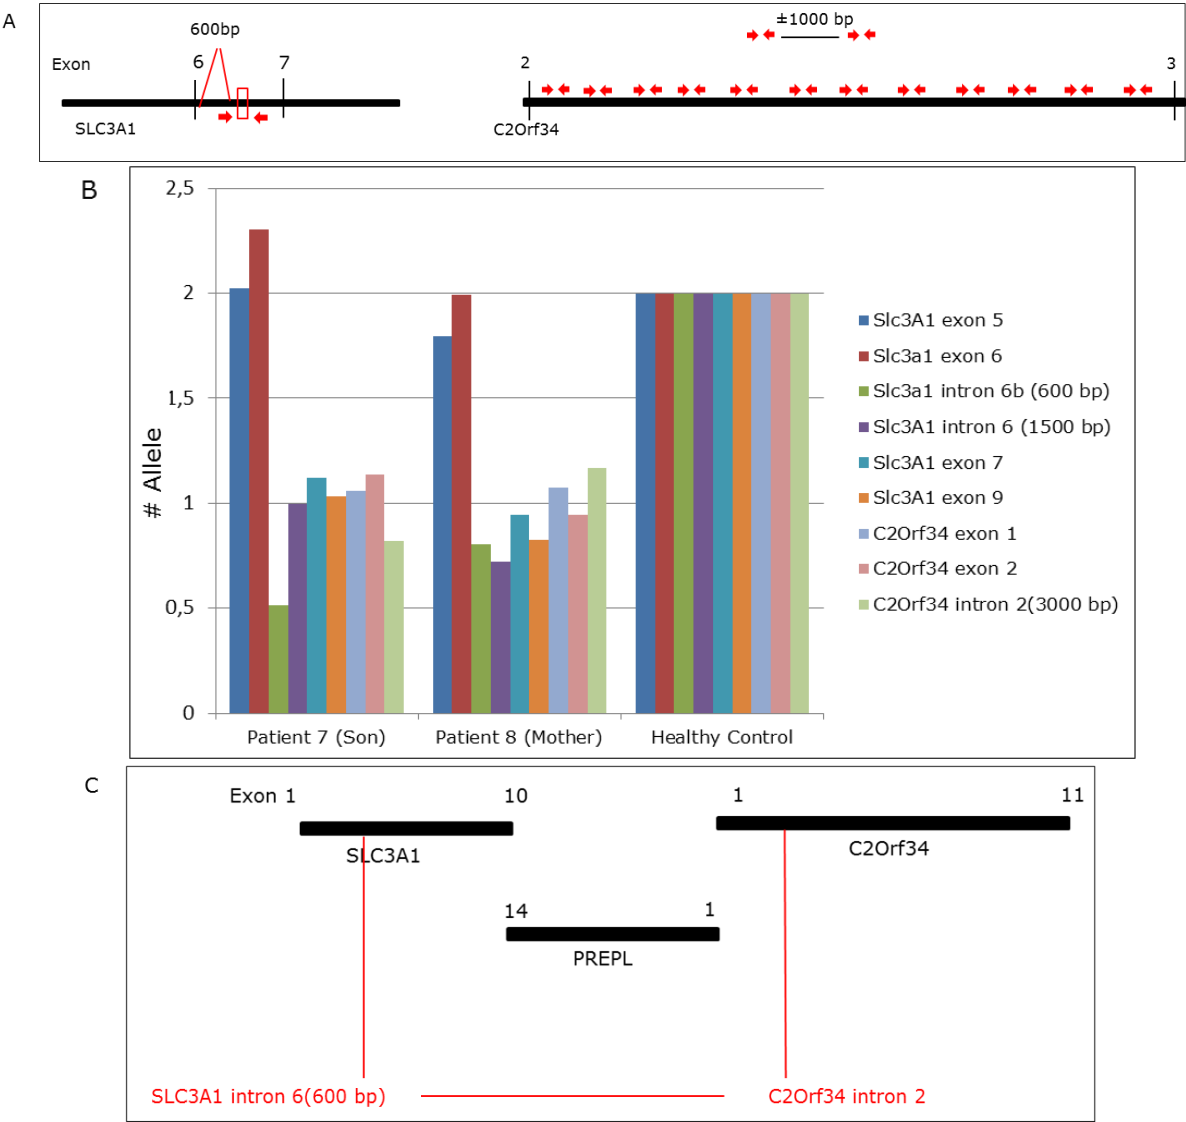 A
600bp
±1000 bp
Exon 6 7 2 3
SLC3A1
C2Orf34
B
2,5
2
1,5
1
0,5
0
# Allele
Patient 7 (Son) Patient 8 (Mother) Healthy Control
Slc3A1 exon 5
Slc3a1 exon 6
Slc3a1 intron 6b (600 bp)
Slc3A1 intron 6 (1500 bp)
Slc3A1 exon 7
Slc3A1 exon 9
C2Orf34 exon 1
C2Orf34 exon 2
C2Orf34 intron 2(3000 bp)
C
Exon 1 10 1 11
SLC3A1
C2Orf34
14 1
PREPL
SLC3A1 intron 6(600 bp) C2Orf34 intron 2